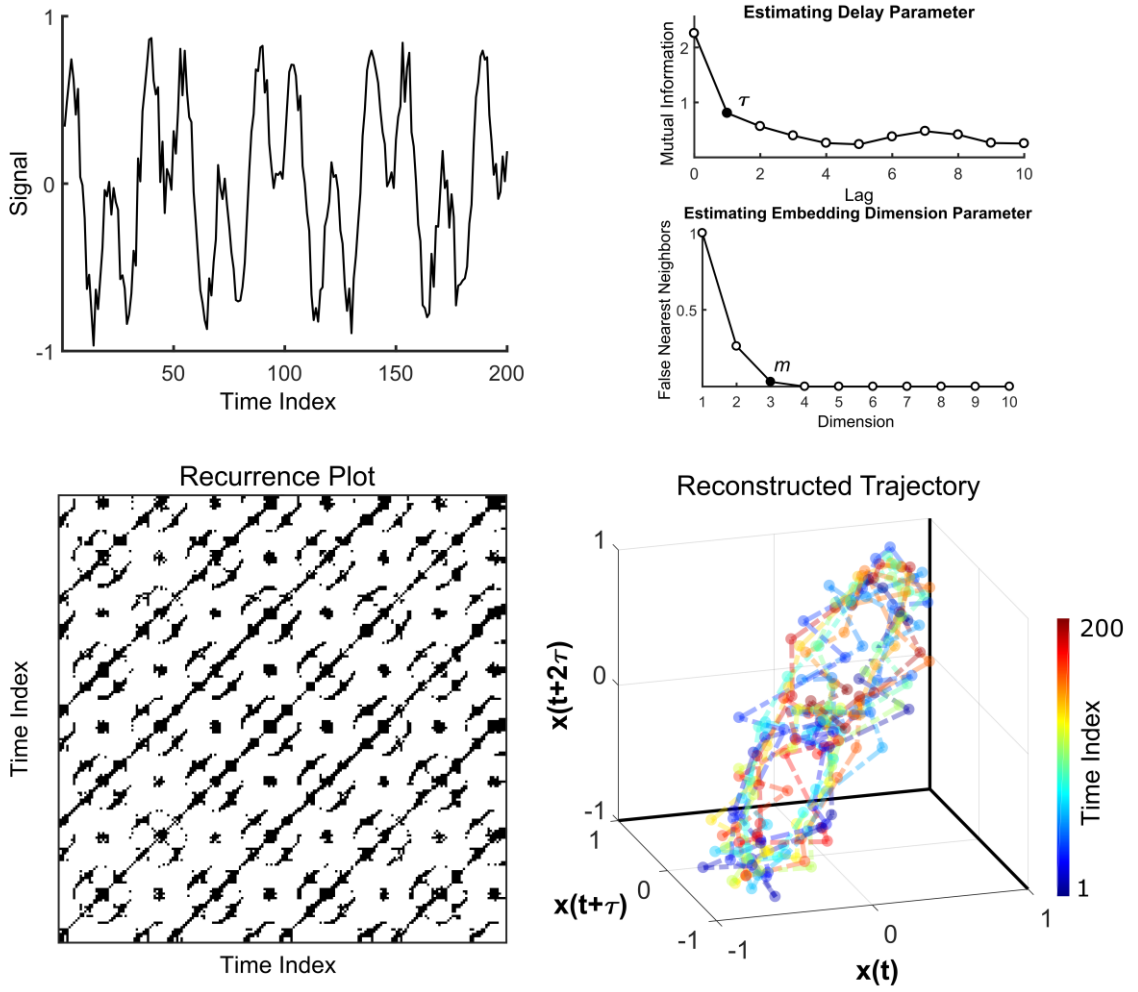 1
0
-1
Signal
50
100
150
200
Time Index
Estimating Delay Parameter
2
1
τ
Mutual Information
0
2
4
6
8
10
Lag
Estimating Embedding Dimension Parameter
1
0.5
m
False Nearest Neighbors
1
2
3
4
5
6
7
8
9
10
Dimension
Recurrence Plot
Time Index
Time Index
Reconstructed Trajectory
1
0
-1
x(t+2τ)
1
0
-1
x(t+τ)
-1
0
1
x(t)
200
Time Index
1